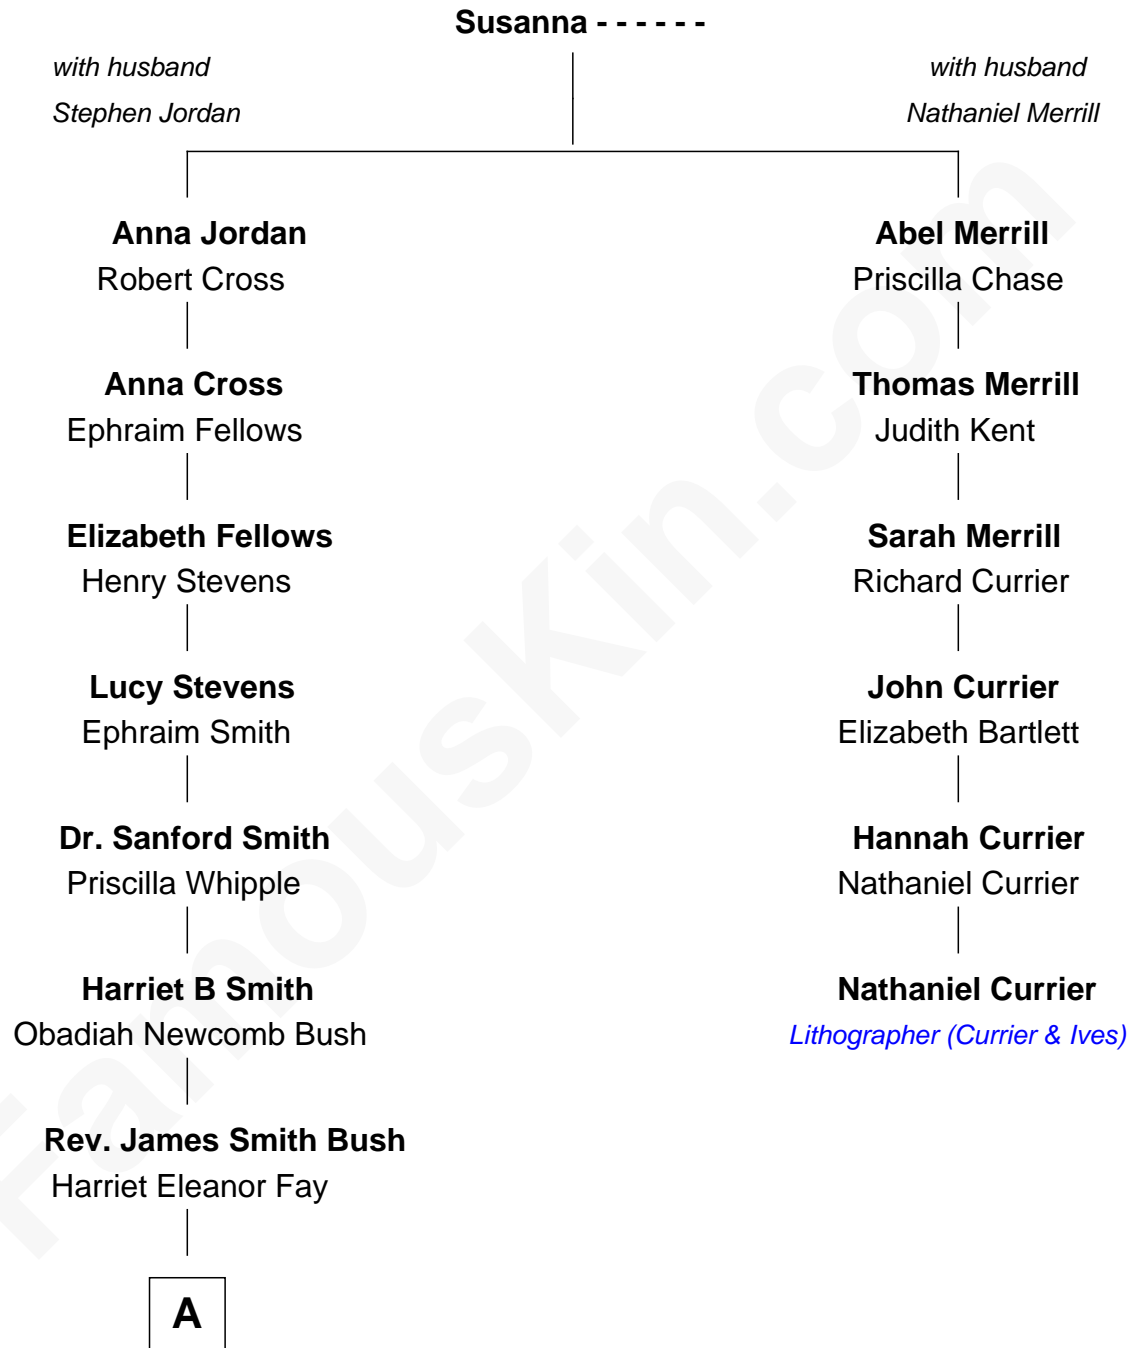 Susanna - - - - - -
with husband
Stephen Jordan
with husband
Nathaniel Merrill
Anna Jordan
Robert Cross
Abel Merrill
Priscilla Chase
Anna Cross
Ephraim Fellows
Thomas Merrill
Judith Kent
Elizabeth Fellows
Henry Stevens
Sarah Merrill
Richard Currier
Lucy Stevens
Ephraim Smith
John Currier
Elizabeth Bartlett
Dr. Sanford Smith
Priscilla Whipple
Hannah Currier
Nathaniel Currier
Harriet B Smith
Obadiah Newcomb Bush
Nathaniel Currier
Lithographer (Currier & Ives)
Rev. James Smith Bush
Harriet Eleanor Fay
A
FamousKin.com